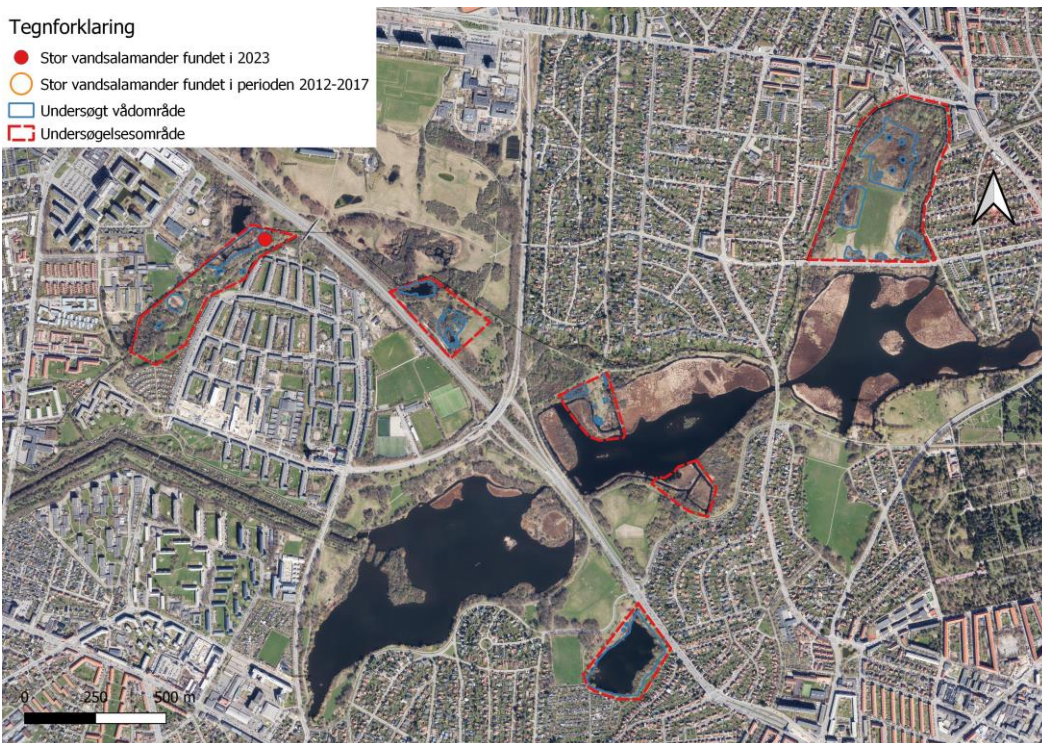 Tegnforklaring
Stor vandsalamander fundet i 2023
Stor vandsalamander fundet i perioden 2012-2017
Undersøgt vådområde
Undersøgelsesområde
0 250 500 m